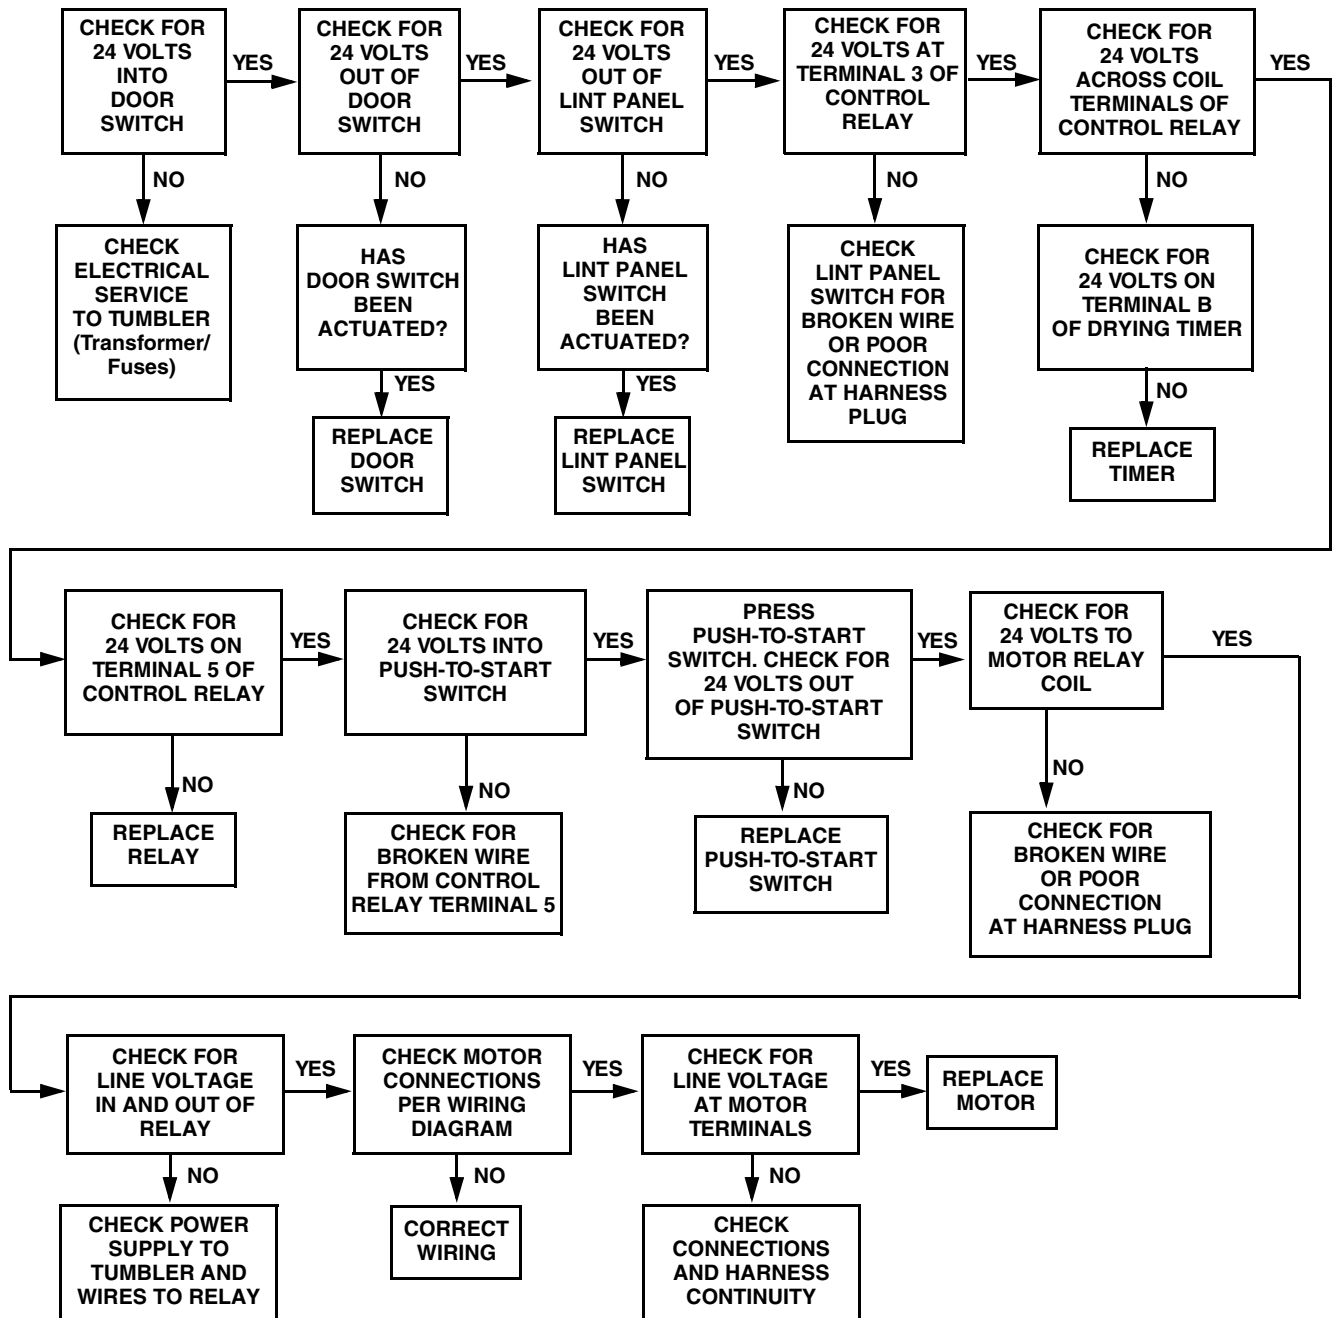 CHECK FOR
24 VOLTS
INTO
DOOR
SWITCH
YES
CHECK FOR
24 VOLTS
OUT OF
DOOR
SWITCH
YES
CHECK FOR
24 VOLTS
OUT OF
LINT PANEL
SWITCH
YES
CHECK FOR
24 VOLTS AT
TERMINAL 3 OF
CONTROL
RELAY
YES
CHECK FOR
24 VOLTS
ACROSS COIL
TERMINALS OF
CONTROL RELAY
YES
NO
NO
NO
NO
NO
CHECK
ELECTRICAL
SERVICE
TO TUMBLER
(Transformer/
Fuses)
HAS
DOOR SWITCH
BEEN
ACTUATED?
HAS
LINT PANEL
SWITCH
BEEN
ACTUATED?
CHECK
LINT PANEL
SWITCH FOR
BROKEN WIRE
OR POOR
CONNECTION
AT HARNESS
PLUG
CHECK FOR
24 VOLTS ON
TERMINAL B
OF DRYING TIMER
YES
YES
NO
REPLACE
DOOR
SWITCH
REPLACE
LINT PANEL
SWITCH
REPLACE
TIMER
CHECK FOR
24 VOLTS ON
TERMINAL 5 OF
CONTROL RELAY
YES
CHECK FOR
24 VOLTS INTO
PUSH-TO-START
SWITCH
YES
PRESS
PUSH-TO-START
SWITCH. CHECK FOR
24 VOLTS OUT
OF PUSH-TO-START
SWITCH
YES
CHECK FOR
24 VOLTS TO
MOTOR RELAY
COIL
YES
NO
NO
NO
NO
REPLACE
RELAY
CHECK FOR
BROKEN WIRE
FROM CONTROL
RELAY TERMINAL 5
REPLACE
PUSH-TO-START
SWITCH
CHECK FOR
BROKEN WIRE
OR POOR
CONNECTION
AT HARNESS PLUG
CHECK FOR
LINE VOLTAGE
IN AND OUT OF
RELAY
YES
CHECK MOTOR
CONNECTIONS
PER WIRING
DIAGRAM
YES
CHECK FOR
LINE VOLTAGE
AT MOTOR
TERMINALS
YES
REPLACE
MOTOR
NO
NO
NO
CHECK POWER
SUPPLY TO
TUMBLER AND
WIRES TO RELAY
CORRECT
WIRING
CHECK
CONNECTIONS
AND HARNESS
CONTINUITY